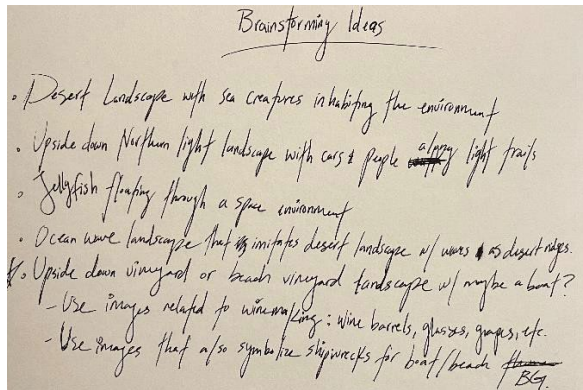 Brainstorming Ideas
• Desert Landscape with sea creatures inhabiting the environment
• Upside down Northern light landscape with cars & people along light trails
• Jellyfish floating through a space environment
• Ocean wave landscape that imitates desert landscape w/ waves as desert ridges.
• Upside down vineyard or beach vineyard landscape w/ maybe a boat?
- Use images related to winemaking: wine barrels, glasses, grapes, etc.
- Use images that also symbolize shipwrecks for boat/beach BG.